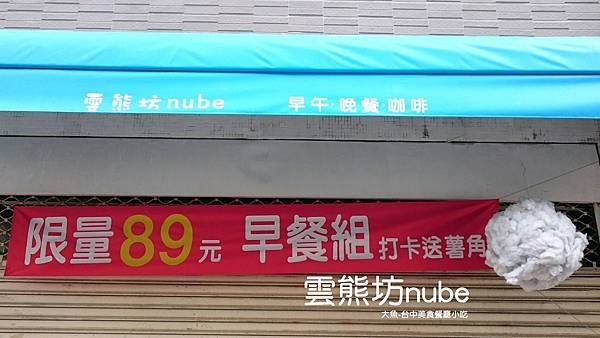 雲熊坊nube 早午·晚餐·咖啡
限量89元 早餐組 打卡送薯角
雲熊坊nube
大魚-台中美食餐廳小吃